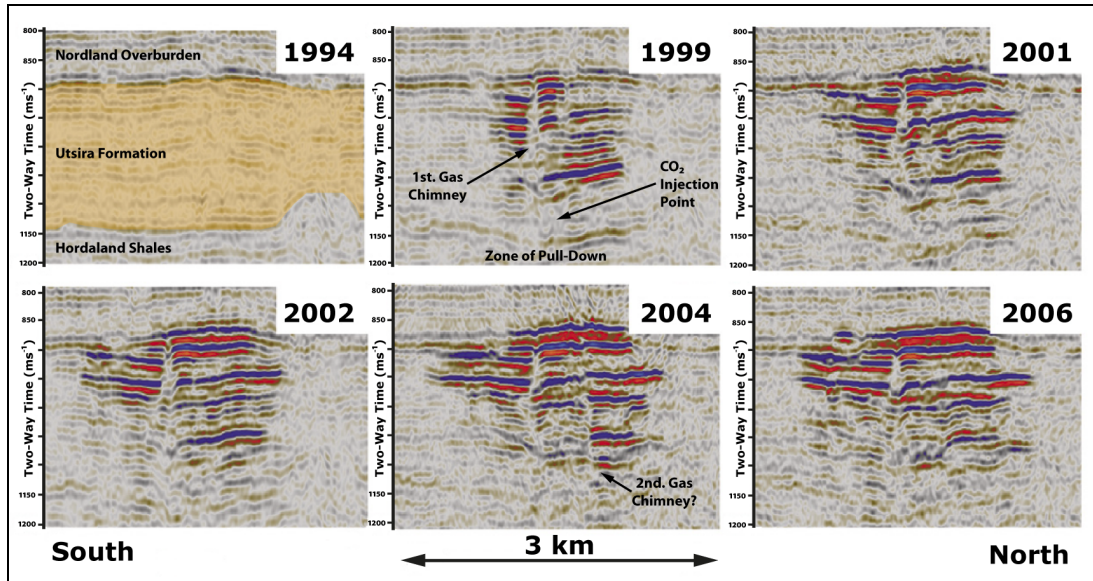 1994
1999
2001
800
850
1150
1200
Two-Way Time (ms⁻¹)
Nordland Overburden
Utsira Formation
Hordaland Shales
800
850
1150
1200
Two-Way Time (ms⁻¹)
1st. Gas
Chimney
CO₂
Injection
Point
Zone of Pull-Down
800
850
1150
1200
Two-Way Time (ms⁻¹)
2002
2004
2006
800
850
1150
1200
Two-Way Time (ms⁻¹)
800
850
1150
1200
Two-Way Time (ms⁻¹)
2nd. Gas
Chimney?
800
850
1150
1200
Two-Way Time (ms⁻¹)
South
3 km
North